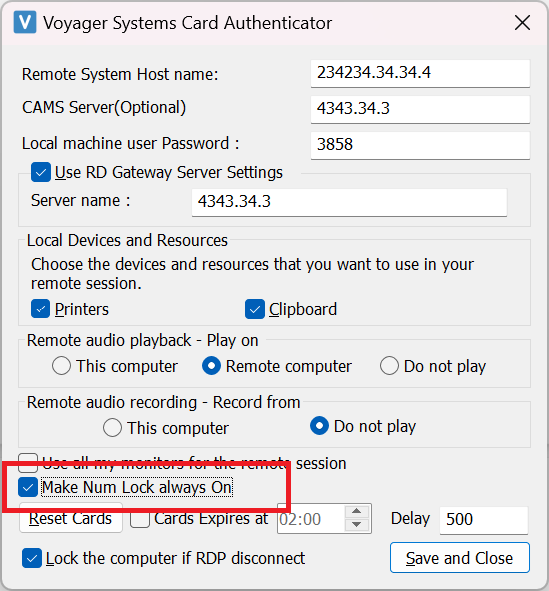 V Voyager Systems Card Authenticator
Remote System Host name: 234234.34.34.4
CAMS Server(Optional) 4343.34.3
Local machine user Password : 3858
Use RD Gateway Server Settings
Server name : 4343.34.3
Local Devices and Resources
Choose the devices and resources that you want to use in your
remote session.
Printers Clipboard
Remote audio playback - Play on
This computer Remote computer Do not play
Remote audio recording - Record from
This computer Do not play
Use all my monitors for the remote session
Make Num Lock always On
Reset Cards Cards Expires at 02:00 Delay 500
Lock the computer if RDP disconnect Save and Close